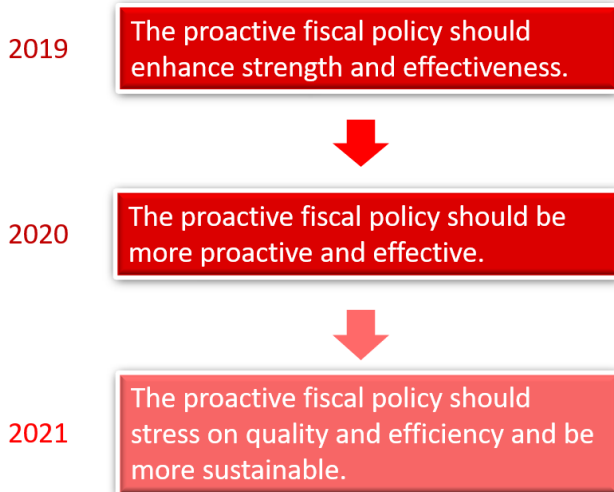 2019
The proactive fiscal policy should
enhance strength and effectiveness.
2020
The proactive fiscal policy should be
more proactive and effective.
2021
The proactive fiscal policy should
stress on quality and efficiency and be
more sustainable.